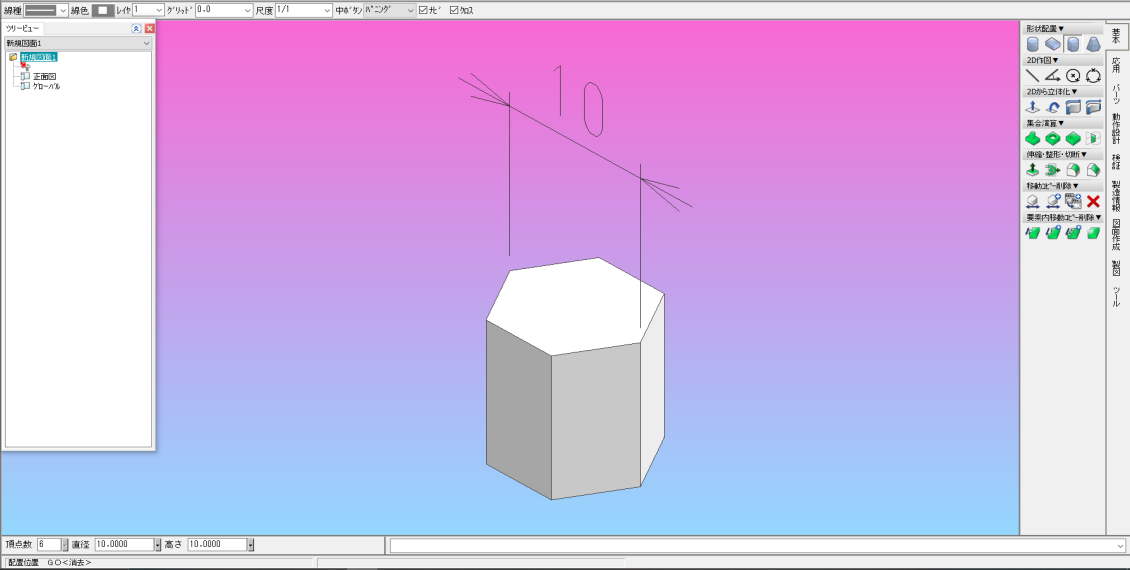 線種 線色 レイヤ 1 グリッド 0.0 尺度 1/1 中ボタン パニング ナビ クロス
ツリービュー
新規図面1
新規図面1
正面図
グローバル
10
形状配置▼
2D作図▼
2Dから立体化▼
集合演算▼
伸縮・整形・切断▼
移動コピー削除▼
要素内移動コピー削除▼
基本
応用
パーツ
動作設計
検証
製造情報
図面作成
製図
ツール
頂点数 6 直径 10.0000 高さ 10.0000
配置位置 GO<消去>